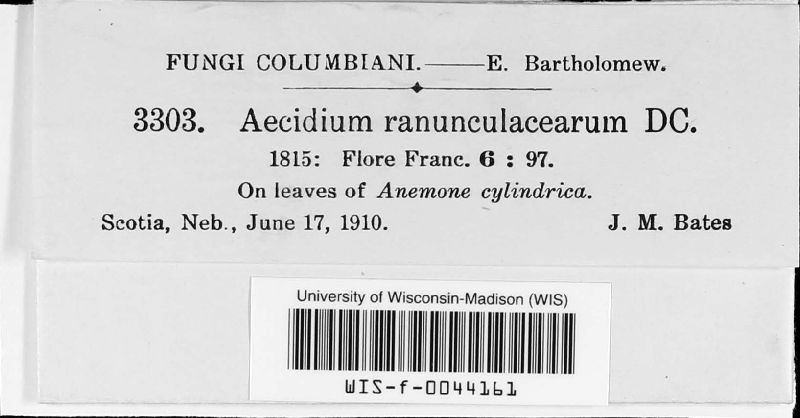 FUNGI COLUMBIANI.——E. Bartholomew.
3303. Aecidium ranunculacearum DC.
1815: Flore Franc. 6 : 97.
On leaves of Anemone cylindrica.
Scotia, Neb., June 17, 1910. J. M. Bates
University of Wisconsin-Madison (WIS)
WIS-f-0044161